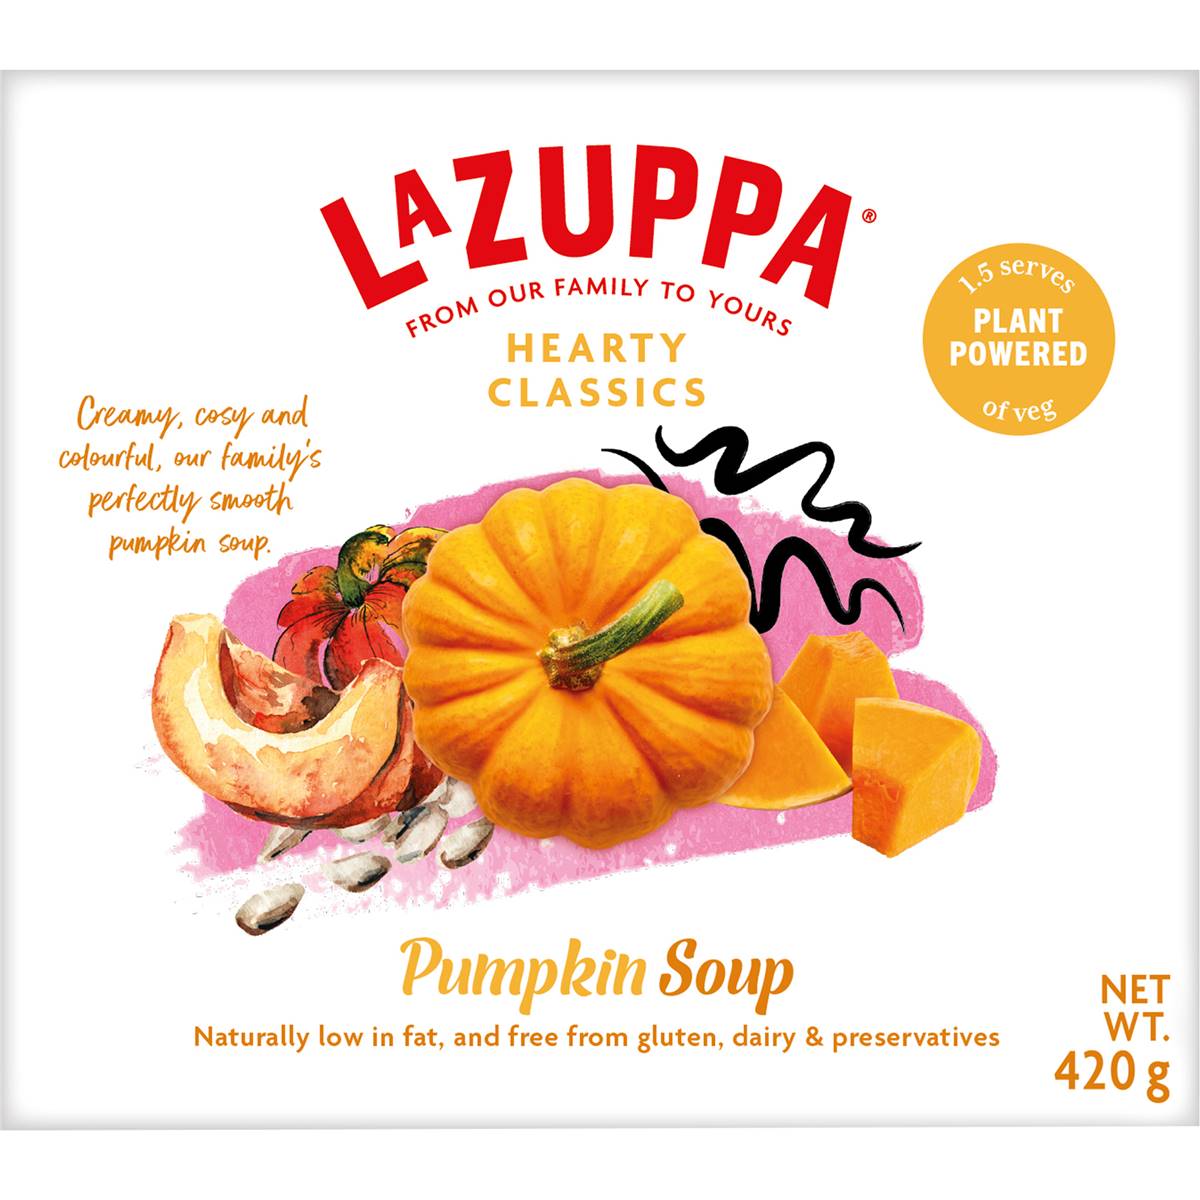 LAZUPPA®
FROM OUR FAMILY TO YOURS
HEARTY
CLASSICS
1.5 serves
PLANT
POWERED
of veg
Creamy, cosy and
colourful, our family's
perfectly smooth
pumpkin soup.
Pumpkin Soup
Naturally low in fat, and free from gluten, dairy & preservatives
NET
WT.
420 g